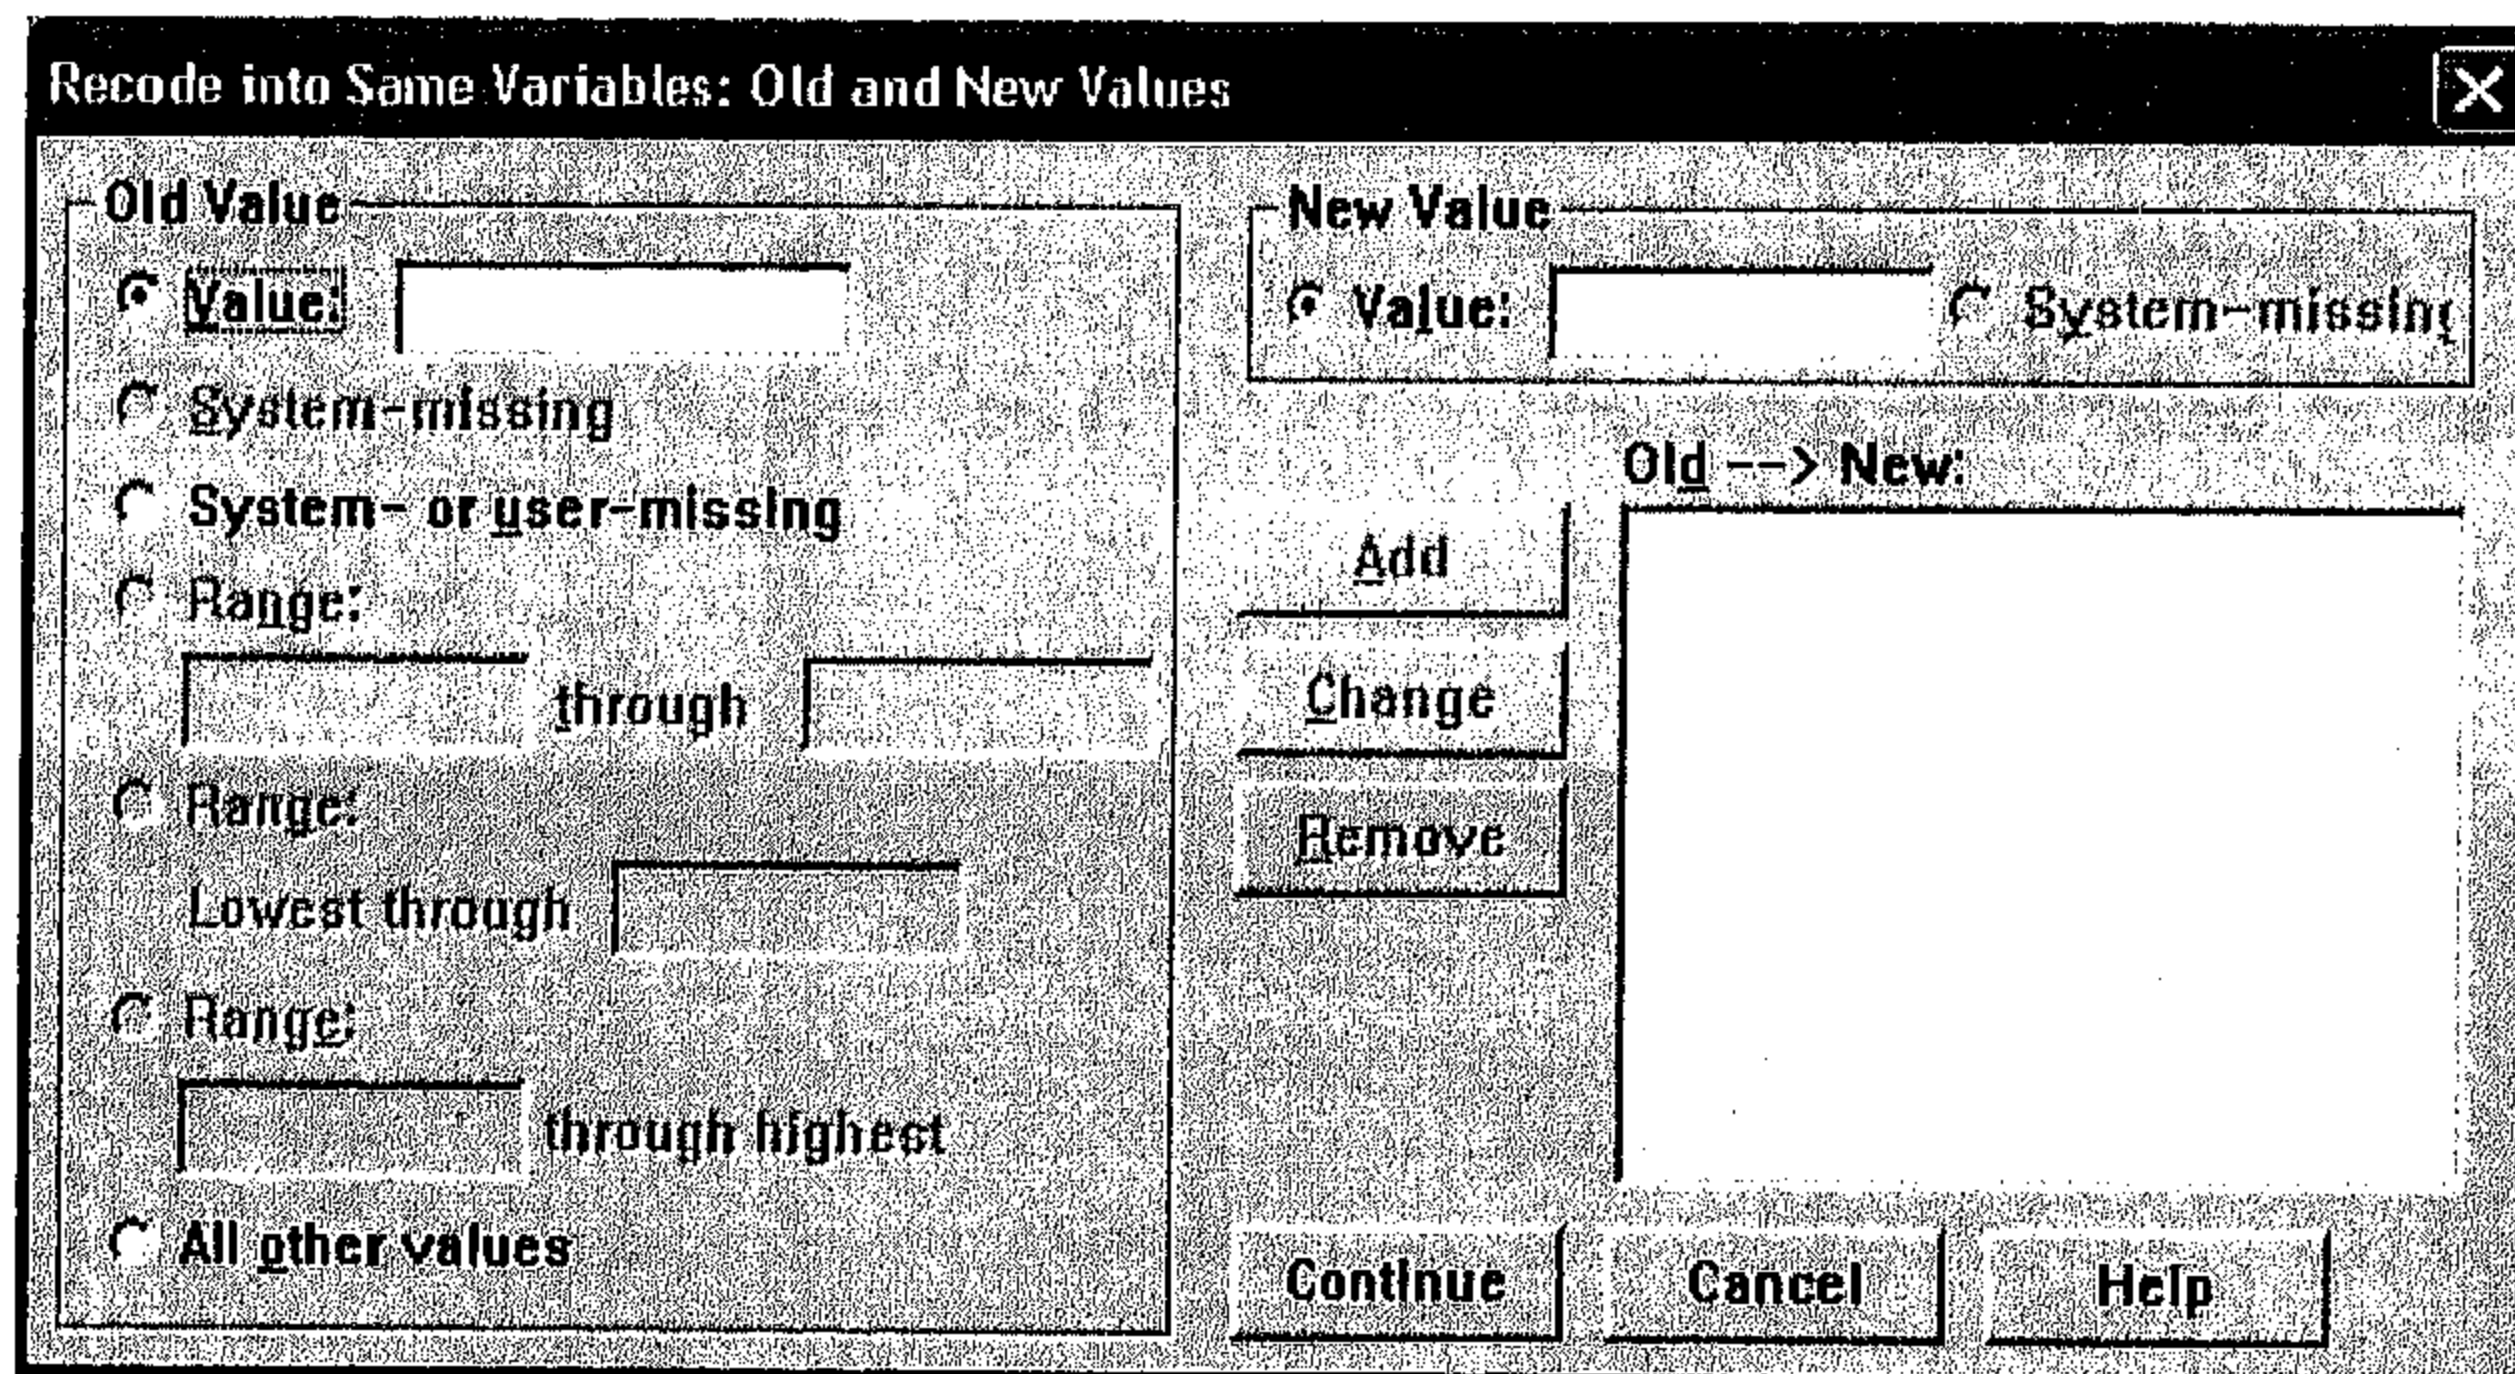 Recode into Same Variables: Old and New Values
Old Value
Value:
System-missing
System- or user-missing
Range:
through
Range:
Lowest through
Range:
through highest
All other values
New Value
Value:
System-missing
Old --> New:
Add
Change
Remove
Continue
Cancel
Help